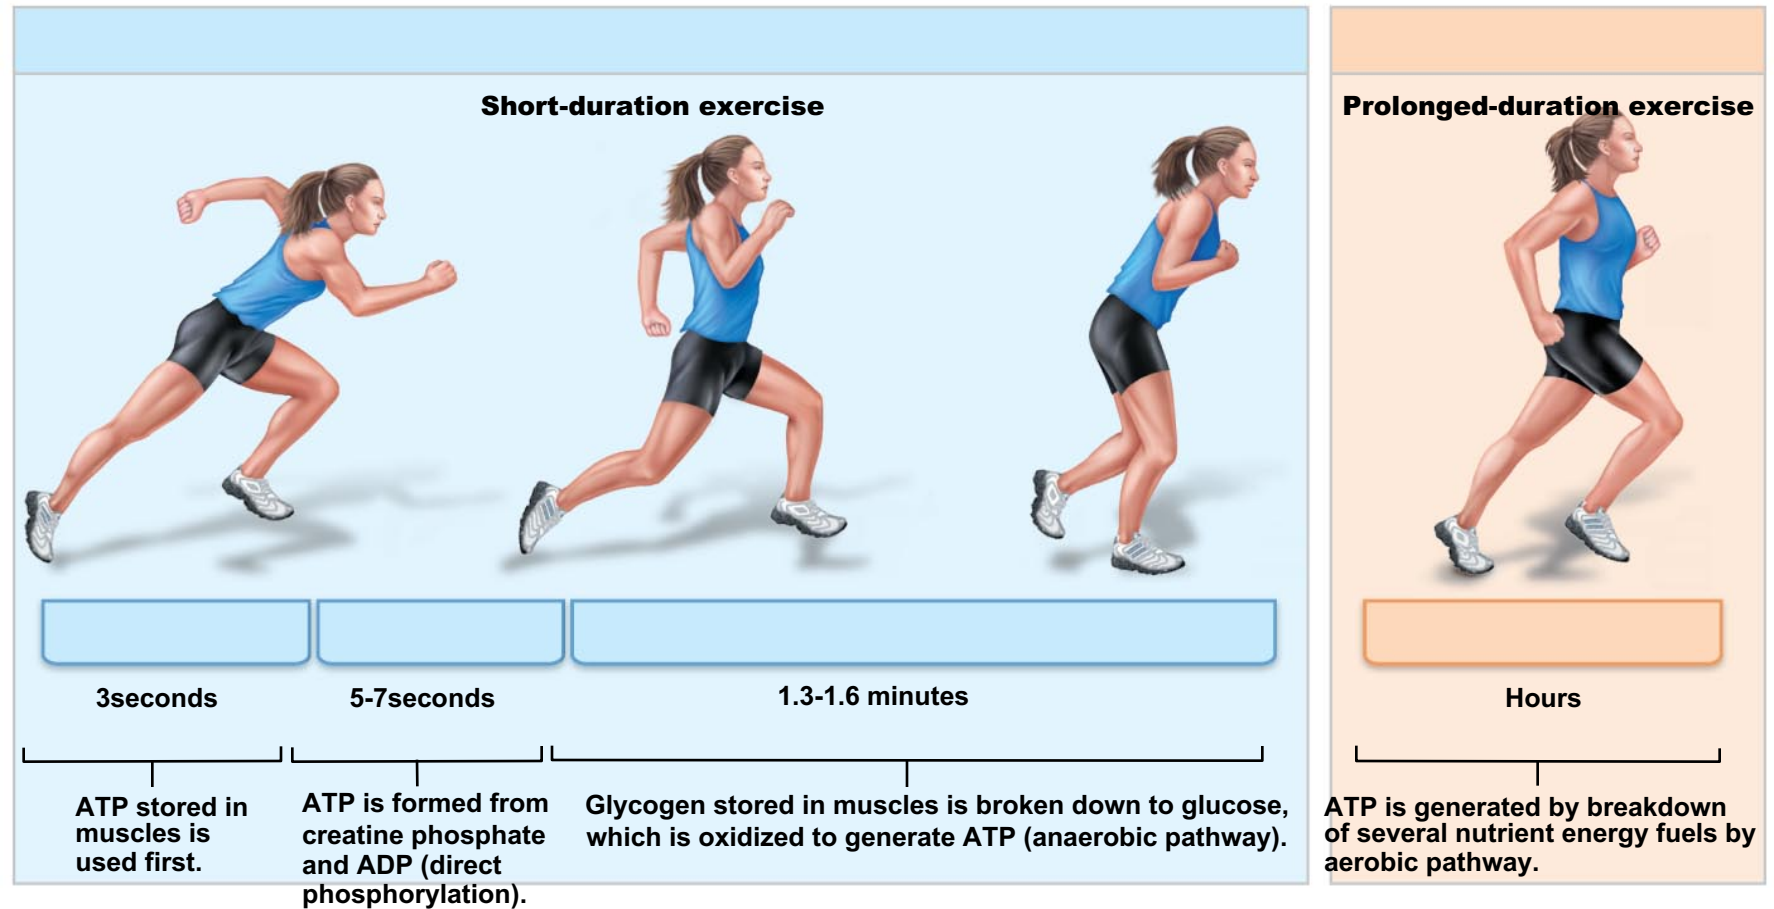 Short-duration exercise
Prolonged-duration exercise
3seconds
5-7seconds
1.3-1.6 minutes
Hours
ATP stored in
muscles is
used first.
ATP is formed from
creatine phosphate
and ADP (direct
phosphorylation).
Glycogen stored in muscles is broken down to glucose,
which is oxidized to generate ATP (anaerobic pathway).
ATP is generated by breakdown
of several nutrient energy fuels by
aerobic pathway.